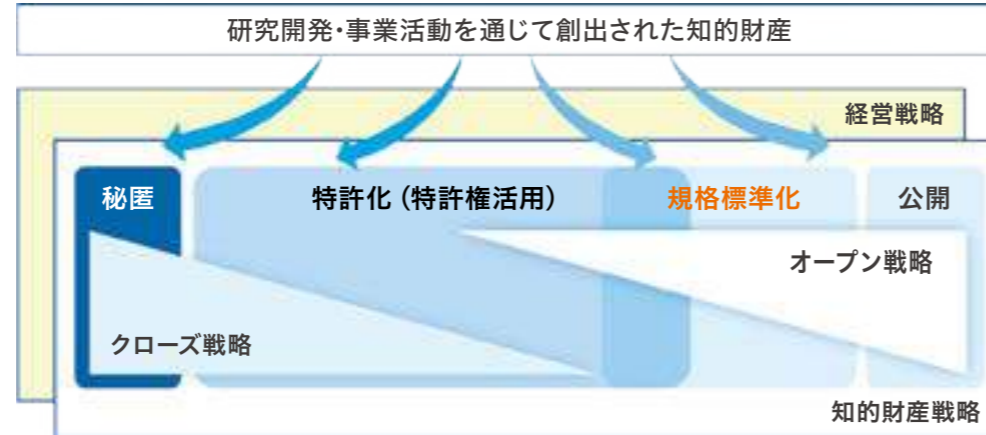 研究開発・事業活動を通じて創出された知的財産
経営戦略
秘匿
特許化（特許権活用）
規格標準化
公開
オープン戦略
クローズ戦略
知的財産戦略